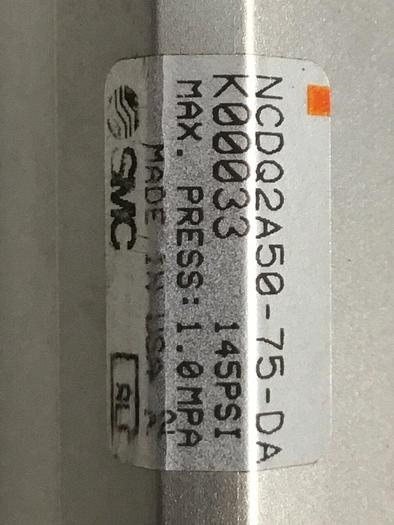 NCDQ2A50-75-DA
K00033 145PSI
MAX. PRESS: 1.0MPA
MADE IN USA
SMC